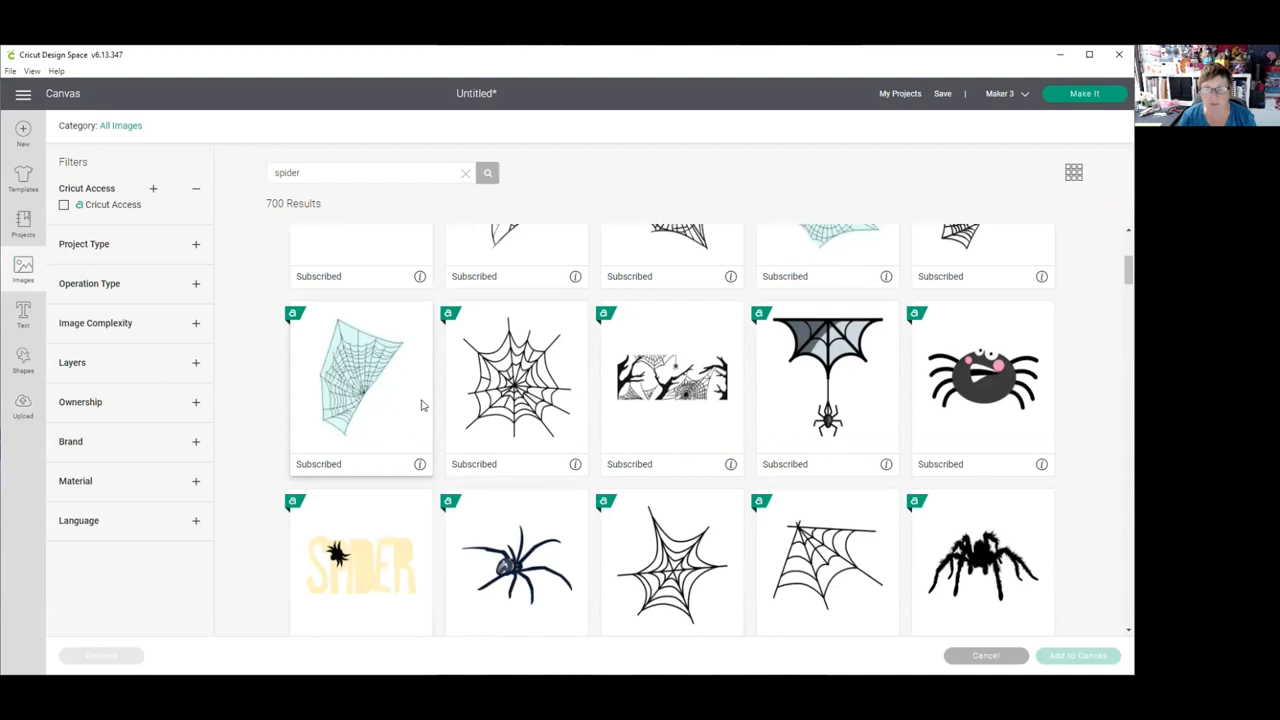 Cricut Design Space v6.13.347
File View Help
Canvas
Untitled*
My Projects Save | Maker 3 Make It
New
Templates
Projects
Images
Text
Shapes
Upload
Category: All Images
Filters
Cricut Access
Cricut Access
Project Type
Operation Type
Image Complexity
Layers
Ownership
Brand
Material
Language
spider
700 Results
Subscribed Subscribed Subscribed Subscribed Subscribed
Subscribed Subscribed Subscribed Subscribed Subscribed
SPIDER
Remove
Cancel Add to Canvas